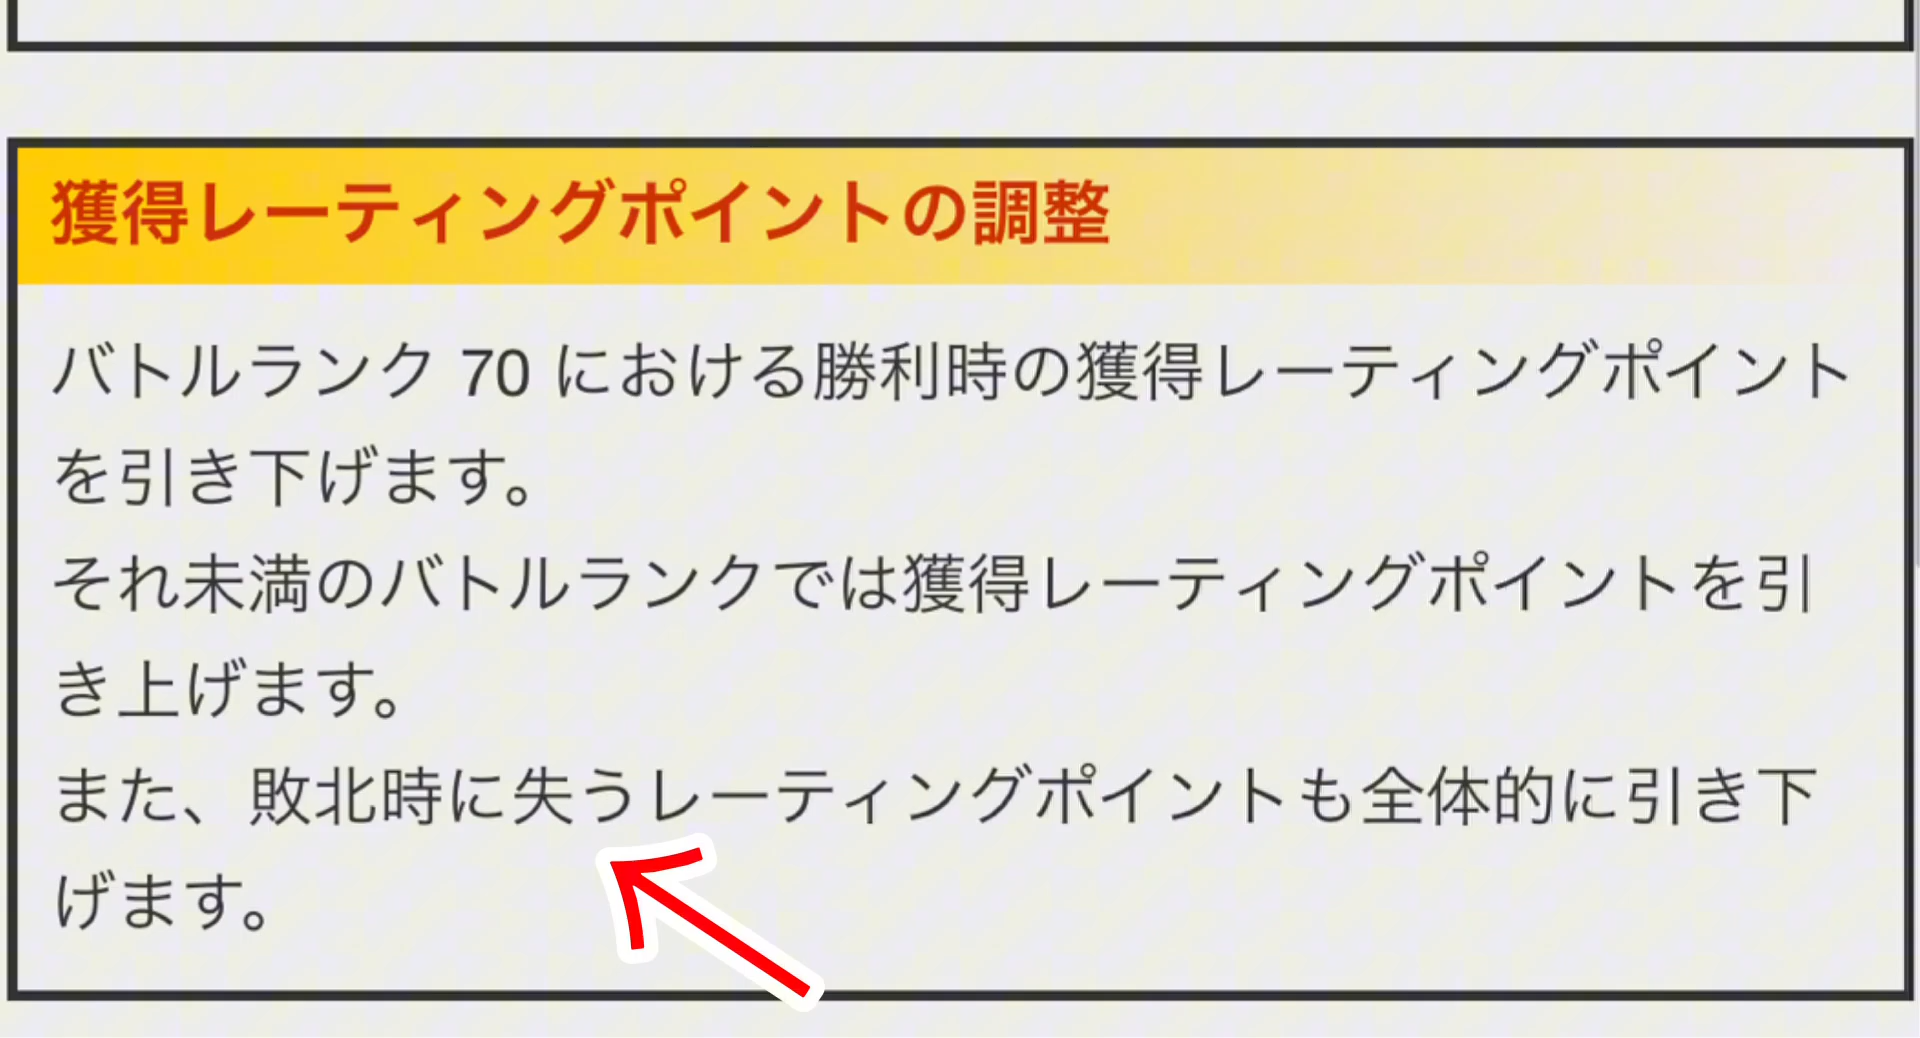 獲得レーティングポイントの調整
バトルランク 70 における勝利時の獲得レーティングポイント
を引き下げます。
それ未満のバトルランクでは獲得レーティングポイントを引
き上げます。
また、敗北時に失うレーティングポイントも全体的に引き下
げます。